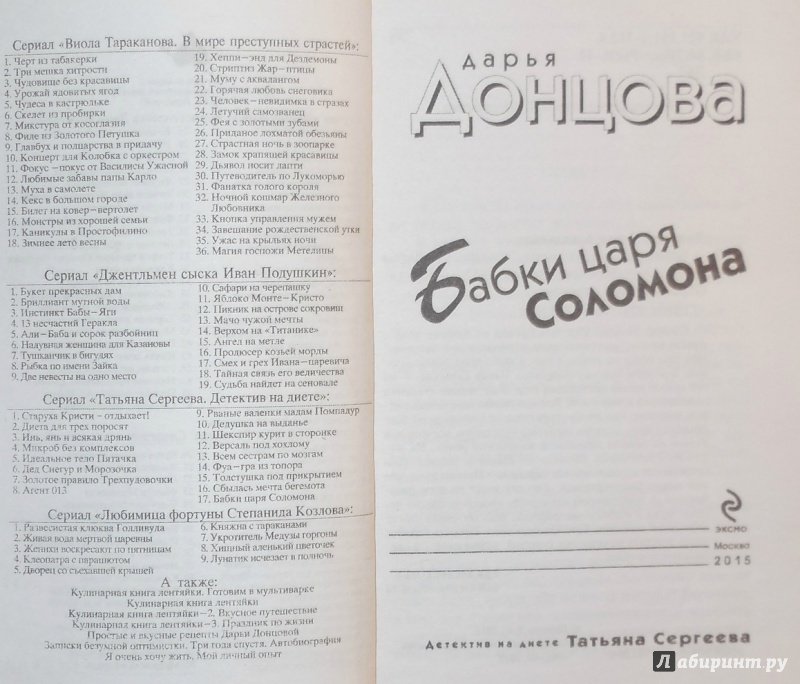 Сериал «Виола Тараканова. В мире преступных страстей»:
1. Черт из табакерки
2. Три мешка хитрости
3. Чудовище без красавицы
4. Урожай ядовитых ягод
5. Чудеса в кастрюльке
6. Скелет из пробирки
7. Микстура от косоглазия
8. Филе из Золотого Петушка
9. Главбух и полцарства в придачу
10. Концерт для Колобка с оркестром
11. Фокус-покус от Василисы Ужасной
12. Любимые забавы папы Карло
13. Муха в самолете
14. Кекс в большом городе
15. Билет на ковер-вертолет
16. Монстры из хорошей семьи
17. Каникулы в Простофилино
18. Зимнее лето весны
19. Хеппи-энд для Дездемоны
20. Стриптиз Жар-птицы
21. Муму с аквалангом
22. Горячая любовь снеговика
23. Человек-невидимка в стразах
24. Летучий самозванец
25. Фея с золотыми зубами
26. Приданое лохматой обезьяны
27. Страстная ночь в зоопарке
28. Замок храпящей красавицы
29. Дьявол носит лапти
30. Путеводитель по Лукоморью
31. Фанатка голого короля
32. Ночной кошмар Железного
Любовника
33. Кнопка управления мужем
34. Завещание рождественской утки
35. Ужас на крыльях ночи
36. Магия госпожи Метелицы
Сериал «Джентльмен сыска Иван Подушкин»:
1. Букет прекрасных дам
2. Бриллиант мутной воды
3. Инстинкт Бабы-Яги
4. 13 несчастий Геракла
5. Али-Баба и сорок разбойниц
6. Надувная женщина для Казановы
7. Тушканчик в бигудях
8. Рыбка по имени Зайка
9. Две невесты на одно место
10. Сафари на черепашку
11. Яблоко Монте-Кристо
12. Пикник на острове сокровищ
13. Мачо чужой мечты
14. Верхом на «Титанике»
15. Ангел на метле
16. Продюсер козьей морды
17. Смех и грех Ивана-царевича
18. Тайная связь его величества
19. Судьба найдет на сеновале
Сериал «Татьяна Сергеева. Детектив на диете»:
1. Старуха Кристи - отдыхает!
2. Диета для трех поросят
3. Инь, янь и всякая дрянь
4. Микроб без комплексов
5. Идеальное тело Пятачка
6. Дед Снегур и Морозочка
7. Золотое правило Трехпудовочки
8. Агент 013
9. Рваные валенки мадам Помпадур
10. Дедушка на выданье
11. Шекспир курит в сторонке
12. Версаль под хохлому
13. Всем сестрам по мозгам
14. Фуа-гра из топора
15. Толстушка под прикрытием
16. Сбылась мечта бегемота
17. Бабки царя Соломона
Сериал «Любимица фортуны Степанида Козлова»:
1. Развесистая клюква Голливуда
2. Живая вода мертвой царевны
3. Женихи воскресают по пятницам
4. Клеопатра с парашютом
5. Дворец со съехавшей крышей
6. Княжна с тараканами
7. Укротитель Медузы горгоны
8. Хищный аленький цветочек
9. Лунатик исчезает в полночь
А также:
Кулинарная книга лентяйки. Готовим в мультиварке
Кулинарная книга лентяйки
Кулинарная книга лентяйки-2. Вкусное путешествие
Кулинарная книга лентяйки-3. Праздник по жизни
Простые и вкусные рецепты Дарьи Донцовой
Записки безумной оптимистки. Три года спустя. Автобиография
Я очень хочу жить. Мой личный опыт
дарья
Донцова
Бабки царя
Соломона
эксмо
Москва
2015
Детектив на диете Татьяна Сергеева
Лабиринт.ру